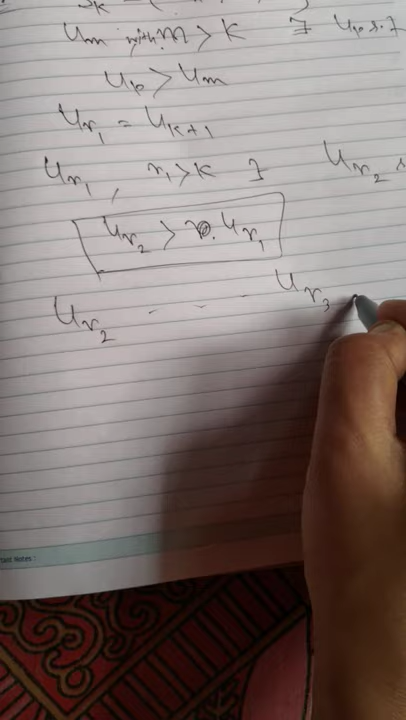 u_m with m > k ∃ u_p s.t
u_p > u_m
u_{r_1} = u_{k+1}
u_{r_1}, r_1 > k ∃ u_{r_2} s
u_{r_2} > u_{r_1}
u_{r_2} - - - u_{r_3}